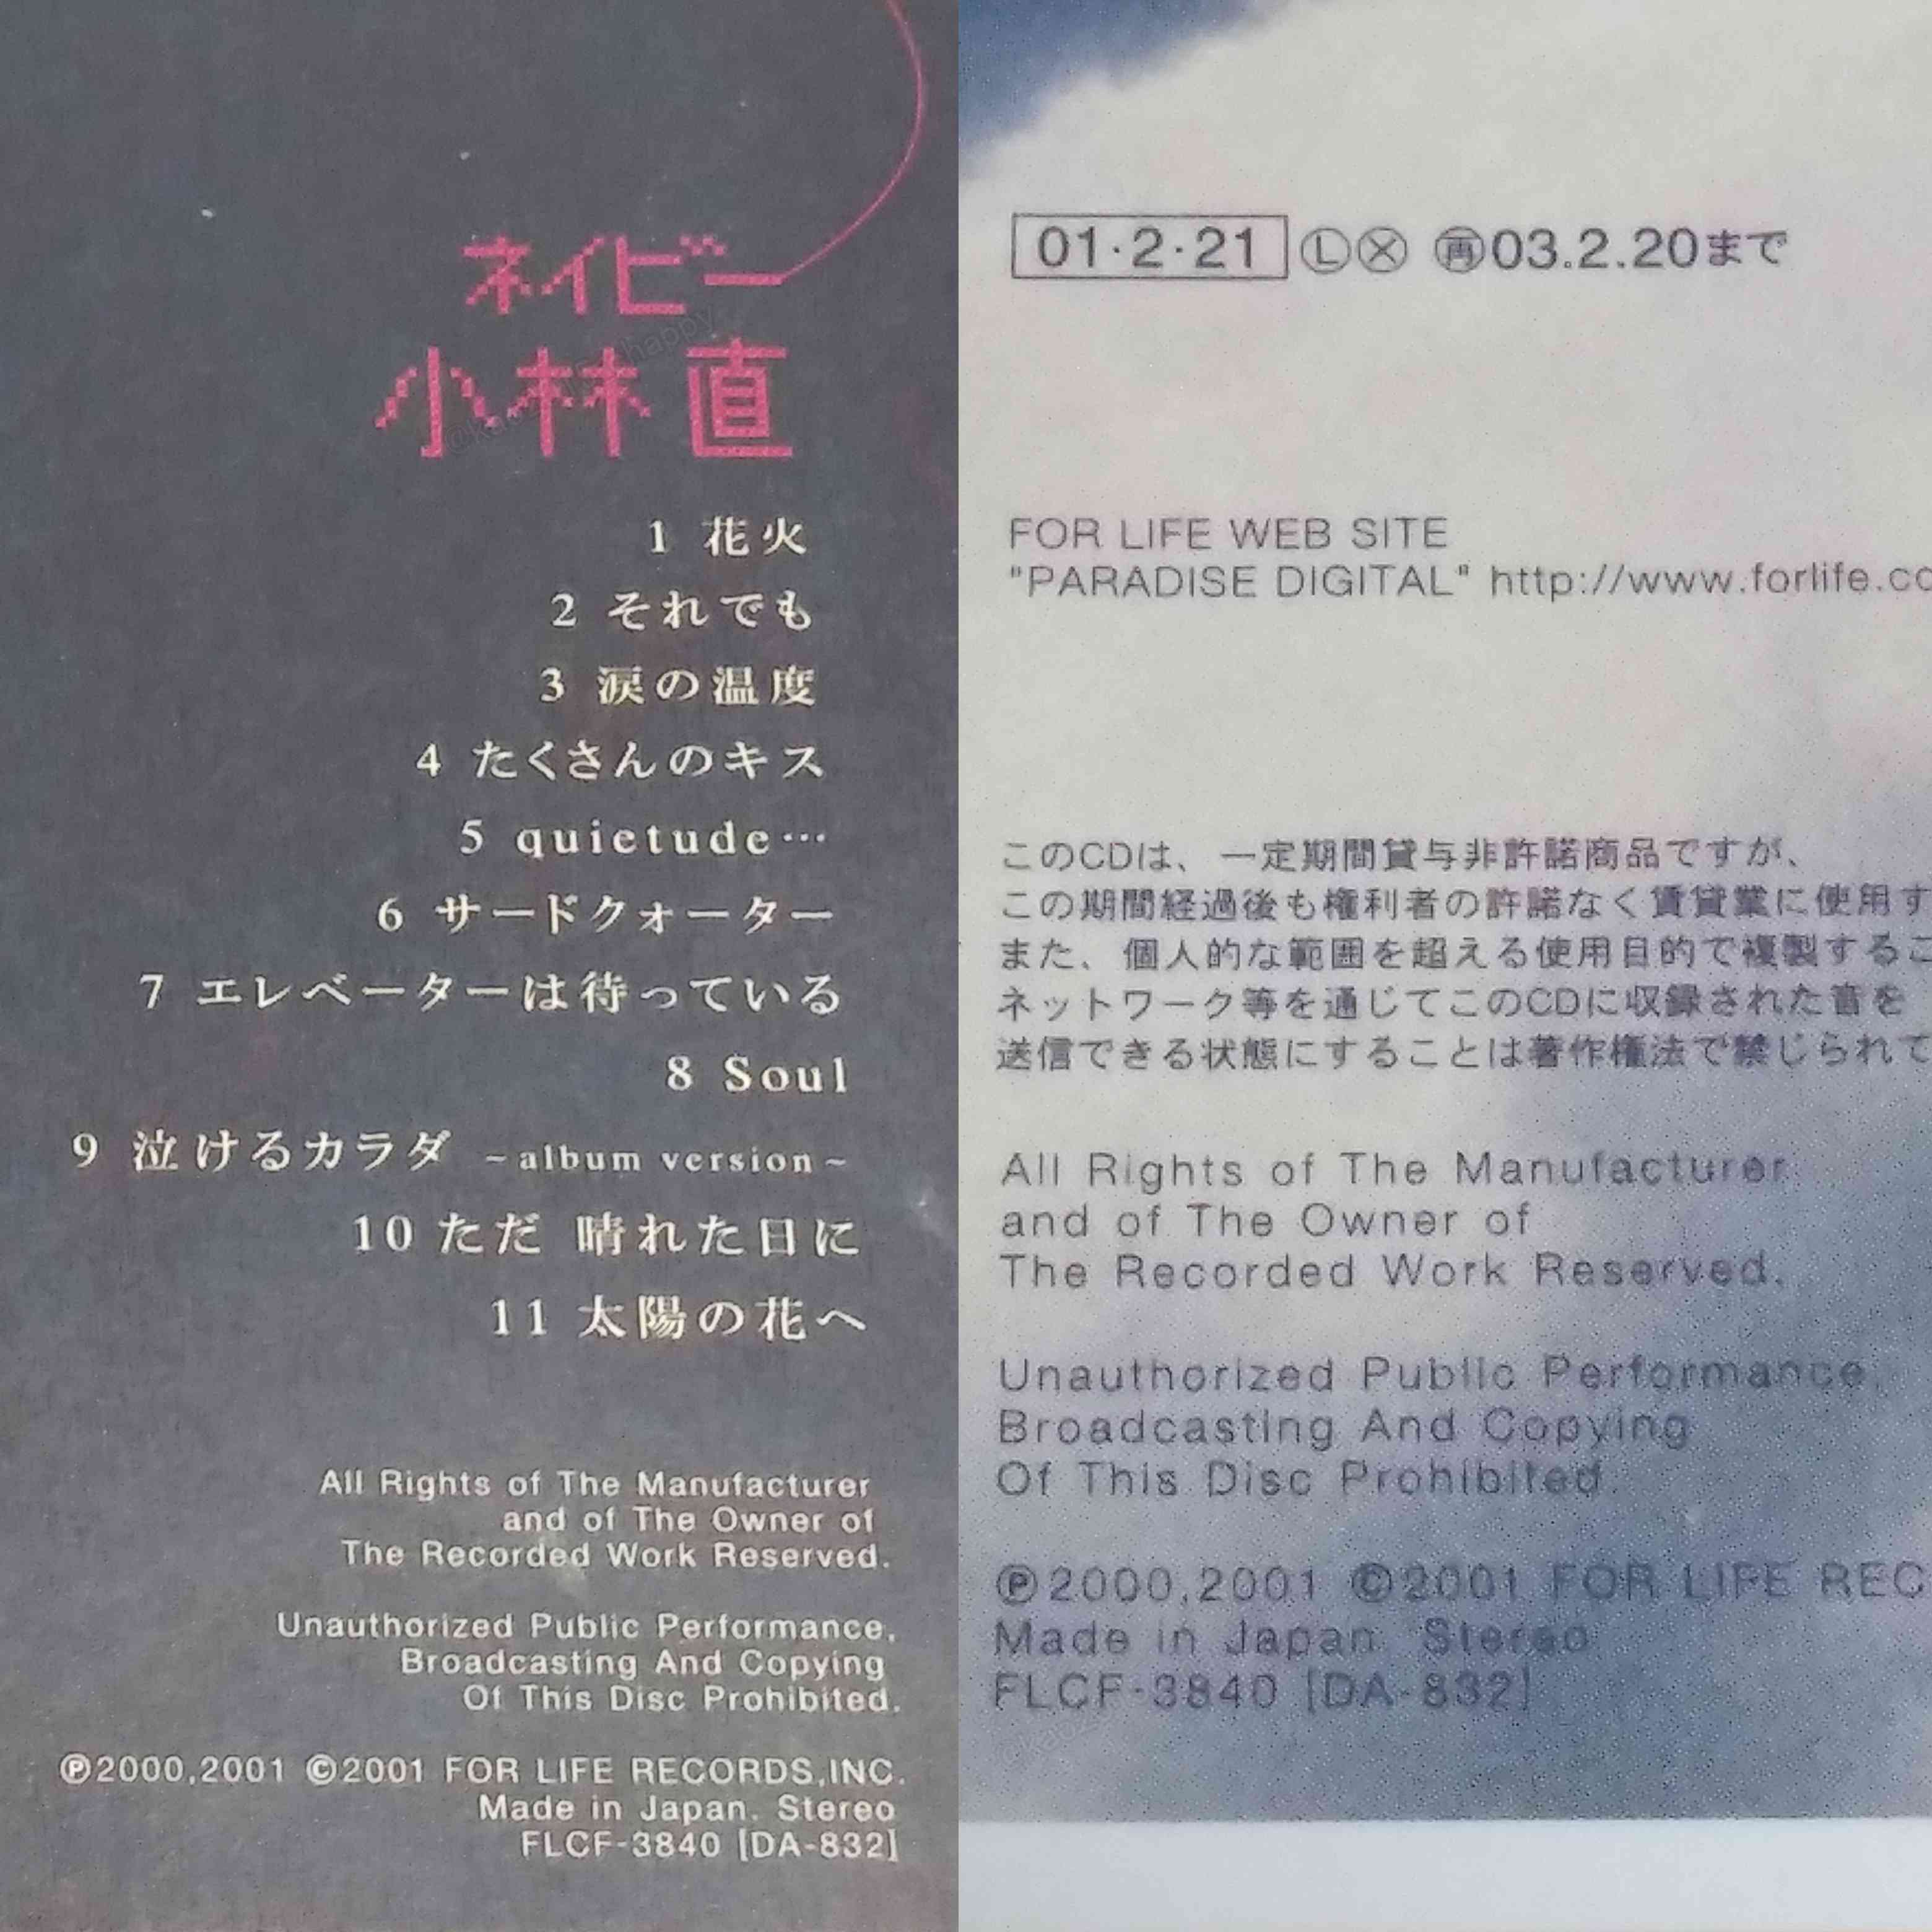 ネイビー
小林 直
1 花火
2 それでも
3 涙の温度
4 たくさんのキス
5 quietude…
6 サードクォーター
7 エレベーターは待っている
8 Soul
9 泣けるカラダ ~album version~
10 ただ 晴れた日に
11 太陽の花へ
All Rights of The Manufacturer
and of The Owner of
The Recorded Work Reserved.
Unauthorized Public Performance,
Broadcasting And Copying
Of This Disc Prohibited.
Ⓟ2000,2001 ©2001 FOR LIFE RECORDS,INC.
Made in Japan. Stereo
FLCF-3840 [DA-832]
01·2·21 ⓁⓍ ㊢03.2.20まで
FOR LIFE WEB SITE
"PARADISE DIGITAL" http://www.forlife.co
このCDは、一定期間貸与非許諾商品ですが、
この期間経過後も権利者の許諾なく賃貸業に使用す
また、個人的な範囲を超える使用目的で複製するこ
ネットワーク等を通じてこのCDに収録された音を
送信できる状態にすることは著作権法で禁じられて
All Rights of The Manufacturer
and of The Owner of
The Recorded Work Reserved.
Unauthorized Public Performance,
Broadcasting And Copying
Of This Disc Prohibited.
Ⓟ2000,2001 ©2001 FOR LIFE REC
Made in Japan. Stereo
FLCF-3840 [DA-832]